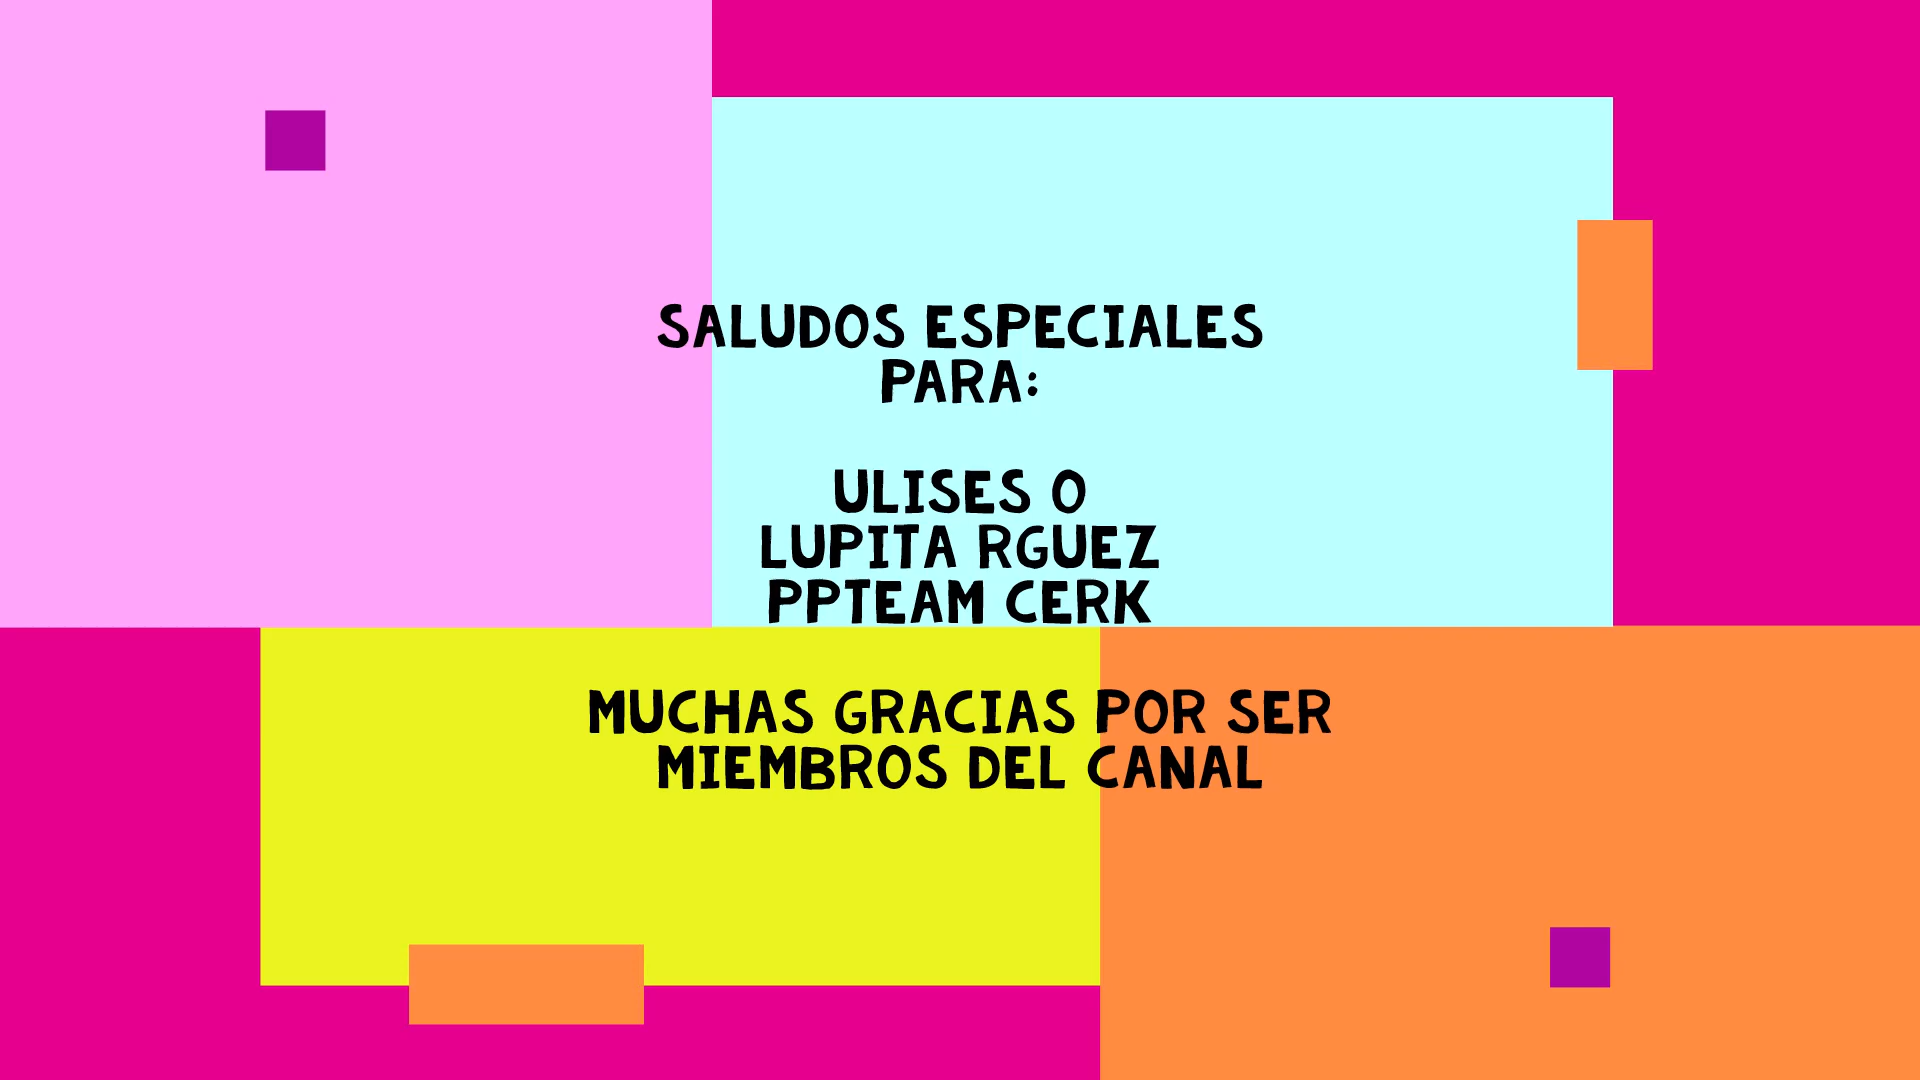 SALUDOS ESPECIALES
PARA:
ULISES O
LUPITA RGUEZ
PPTEAM CERK
MUCHAS GRACIAS POR SER
MIEMBROS DEL CANAL